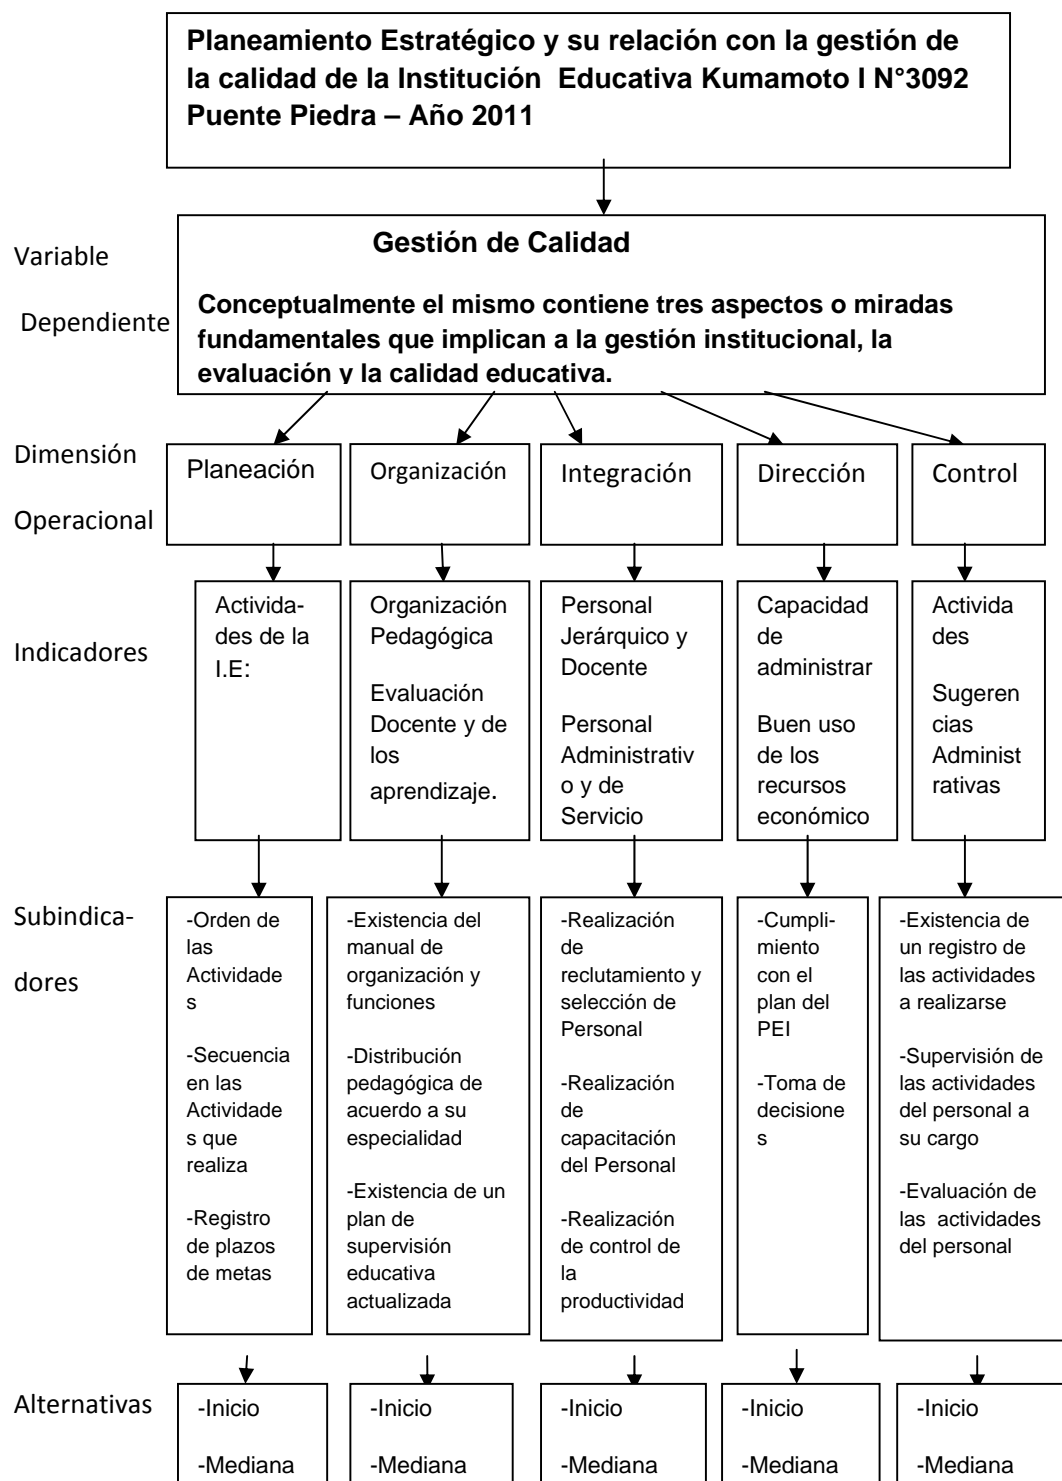 Planeamiento Estratégico y su relación con la gestión de
la calidad de la Institución Educativa Kumamoto I N°3092
Puente Piedra – Año 2011
Variable
Dependiente
Gestión de Calidad
Conceptualmente el mismo contiene tres aspectos o miradas
fundamentales que implican a la gestión institucional, la
evaluación y la calidad educativa.
Dimensión
Operacional
Planeación
Organización
Integración
Dirección
Control
Indicadores
Activida-
des de la
I.E:
Organización
Pedagógica
Evaluación
Docente y de
los
aprendizaje.
Personal
Jerárquico y
Docente
Personal
Administrativ
o y de
Servicio
Capacidad
de
administrar
Buen uso
de los
recursos
económico
Activida
des
Sugeren
cias
Administ
rativas
Subindica-
dores
-Orden de
las
Actividade
s
-Secuencia
en las
Actividade
s que
realiza
-Registro
de plazos
de metas
-Existencia del
manual de
organización y
funciones
-Distribución
pedagógica de
acuerdo a su
especialidad
-Existencia de un
plan de
supervisión
educativa
actualizada
-Realización
de
reclutamiento y
selección de
Personal
-Realización
de
capacitación
del Personal
-Realización
de control de
la
productividad
-Cumpli-
miento
con el
plan del
PEI
-Toma de
decisione
s
-Existencia de
un registro de
las actividades
a realizarse
-Supervisión de
las actividades
del personal a
su cargo
-Evaluación de
las actividades
del personal
Alternativas
-Inicio
-Mediana
-Inicio
-Mediana
-Inicio
-Mediana
-Inicio
-Mediana
-Inicio
-Mediana